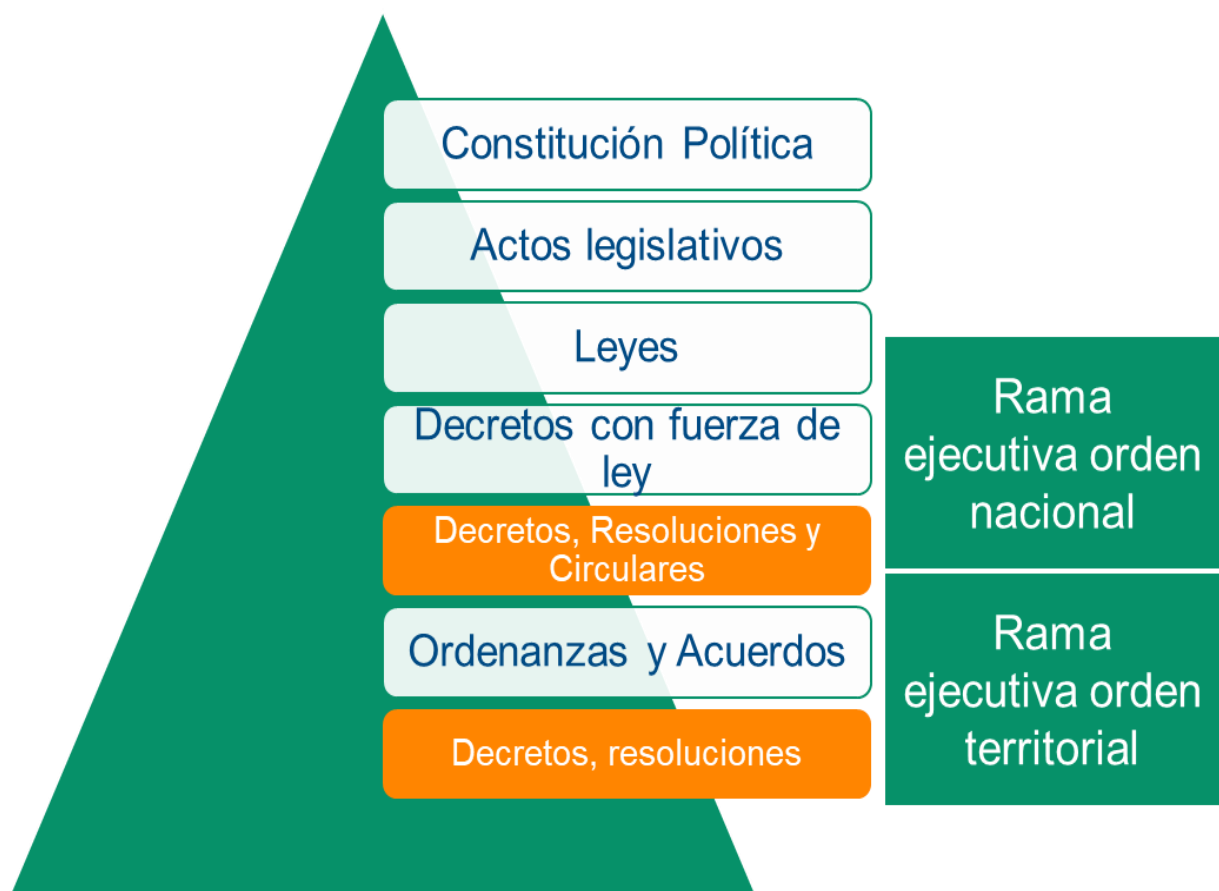 Constitución Política
Actos legislativos
Leyes
Decretos con fuerza de
ley
Decretos, Resoluciones y
Circulares
Ordenanzas y Acuerdos
Decretos, resoluciones
Rama
ejecutiva orden
nacional
Rama
ejecutiva orden
territorial